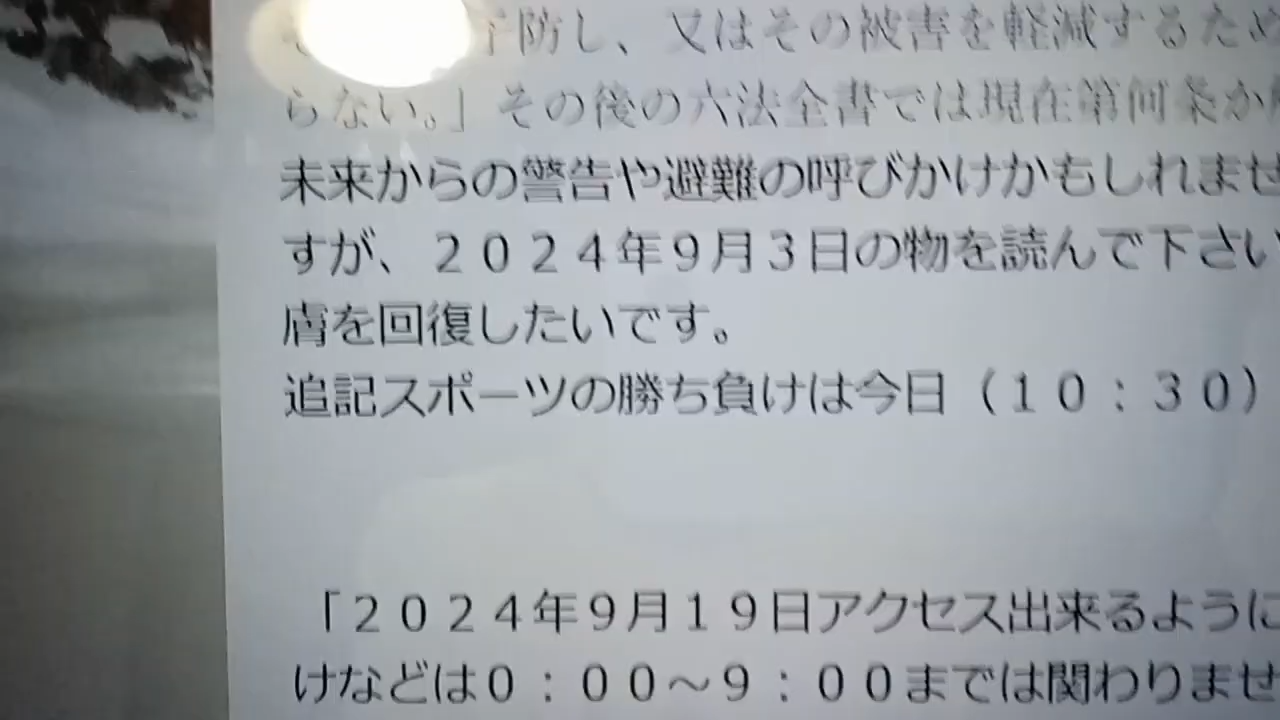 防し、又はその被害を軽減するため
らない。」その後の六法全書では現在第何条か
未来からの警告や避難の呼びかけかもしれませ
すが、２０２４年９月３日の物を読んで下さい
膚を回復したいです。
追記スポーツの勝ち負けは今日（１０：３０）
「２０２４年９月１９日アクセス出来るように
けなどは０：００～９：００までは関わりませ